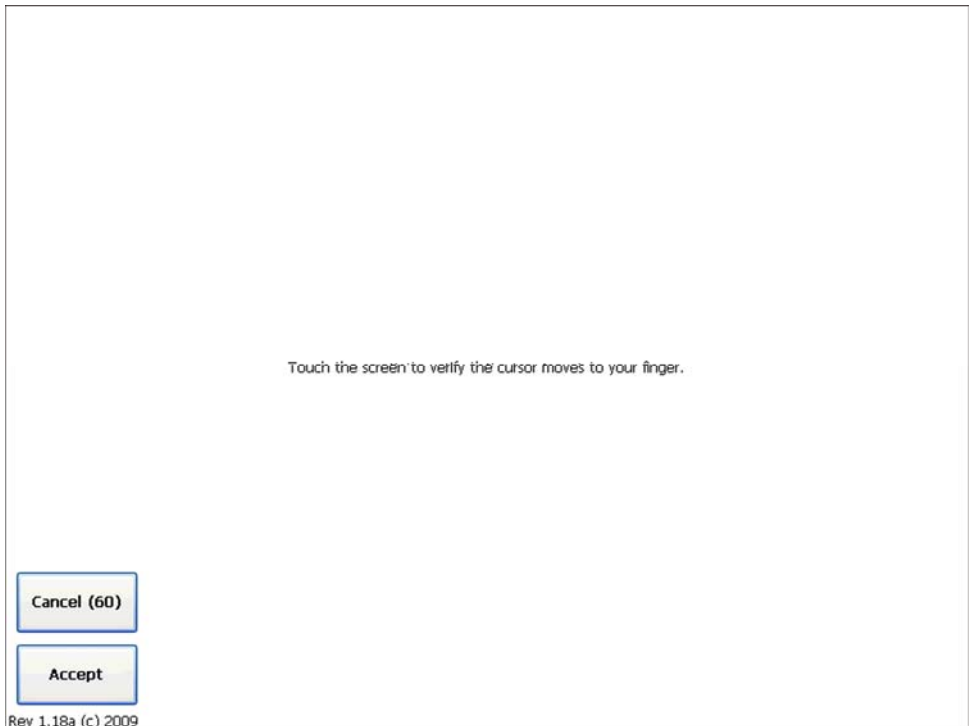 Touch the screen to verify the cursor moves to your finger.
Cancel (60)
Accept
Rev 1.18a (c) 2009